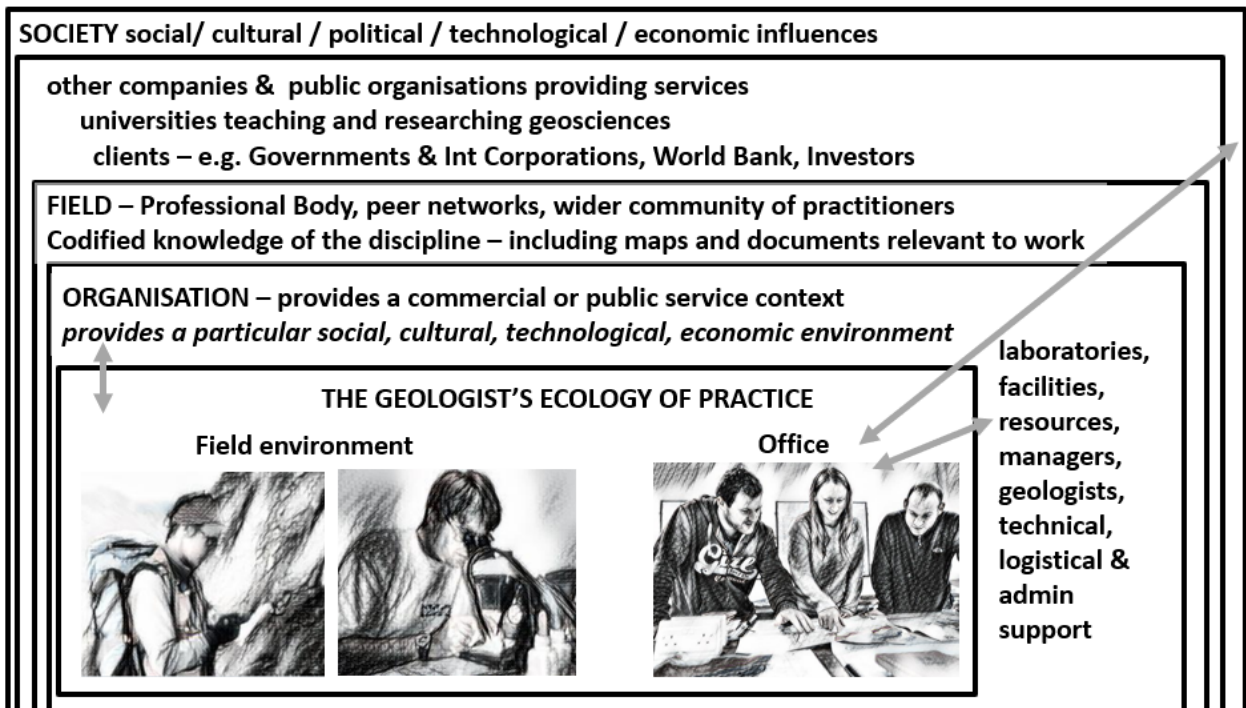 SOCIETY social/ cultural / political / technological / economic influences
other companies & public organisations providing services
universities teaching and researching geosciences
clients – e.g. Governments & Int Corporations, World Bank, Investors
FIELD – Professional Body, peer networks, wider community of practitioners
Codified knowledge of the discipline – including maps and documents relevant to work
ORGANISATION – provides a commercial or public service context
provides a particular social, cultural, technological, economic environment
THE GEOLOGIST'S ECOLOGY OF PRACTICE
Field environment
Office
laboratories,
facilities,
resources,
managers,
geologists,
technical,
logistical &
admin
support